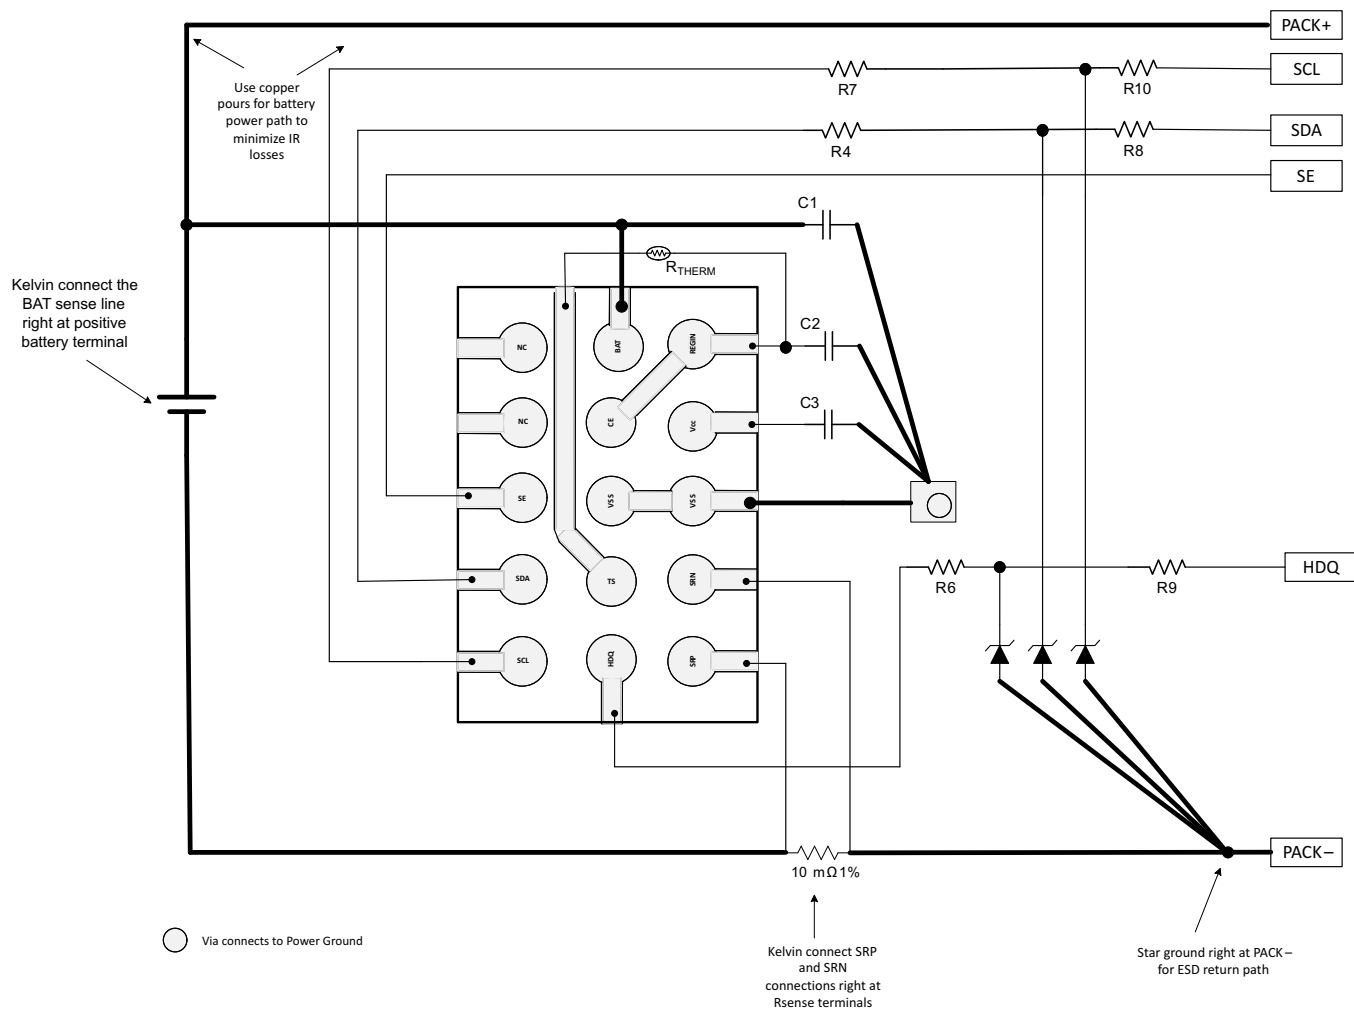 PACK+
SCL
R7
R10
Use copper
pours for battery
power path to
minimize IR
losses
SDA
R4
R8
SE
C1
RTHERM
Kelvin connect the
BAT sense line
right at positive
battery terminal
NC
BAT
REGIN
C2
NC
CE
Vcc
C3
SE
VSS
VSS
SDA
TS
SRN
R6
R9
HDQ
SCL
HDQ
SRP
10 mΩ1%
PACK–
Via connects to Power Ground
Kelvin connect SRP
and SRN
connections right at
Rsense terminals
Star ground right at PACK –
for ESD return path